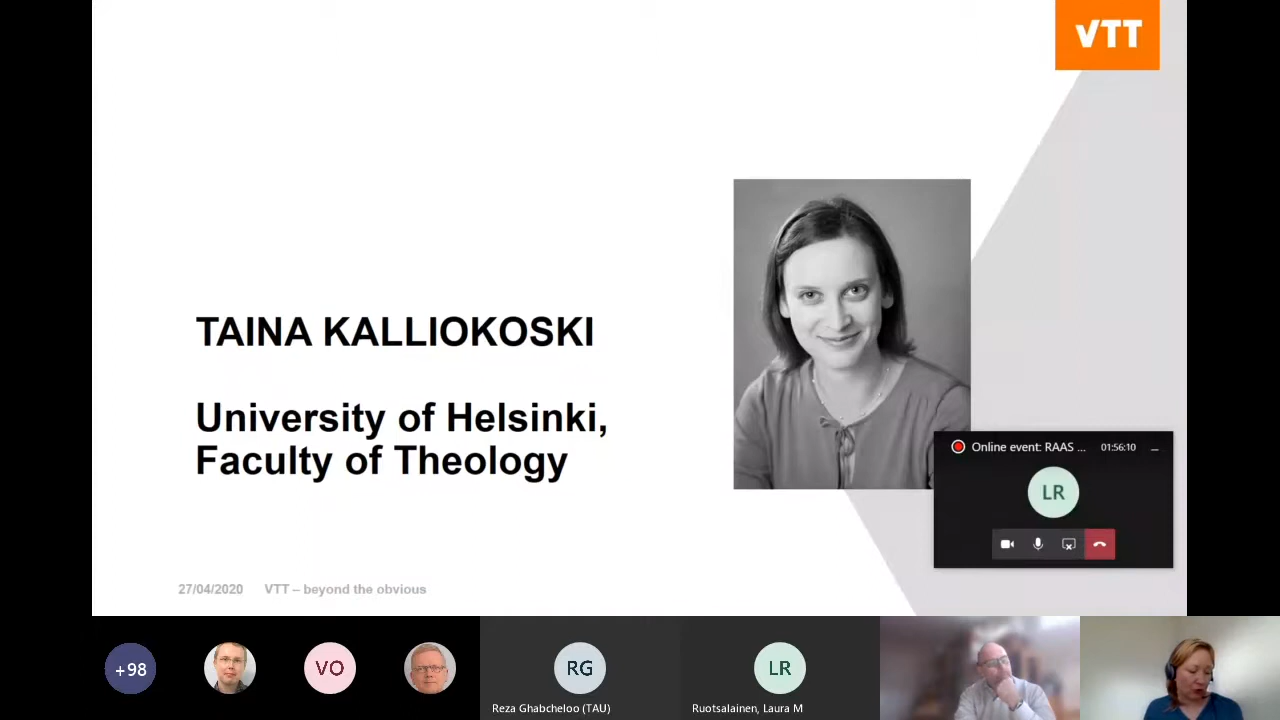 VTT
TAINA KALLIOKOSKI
University of Helsinki,
Faculty of Theology
Online event: RAAS ...
01:56:10
LR
27/04/2020
VTT – beyond the obvious
+98
VO
RG
LR
Reza Ghabcheloo (TAU)
Ruotsalainen, Laura M